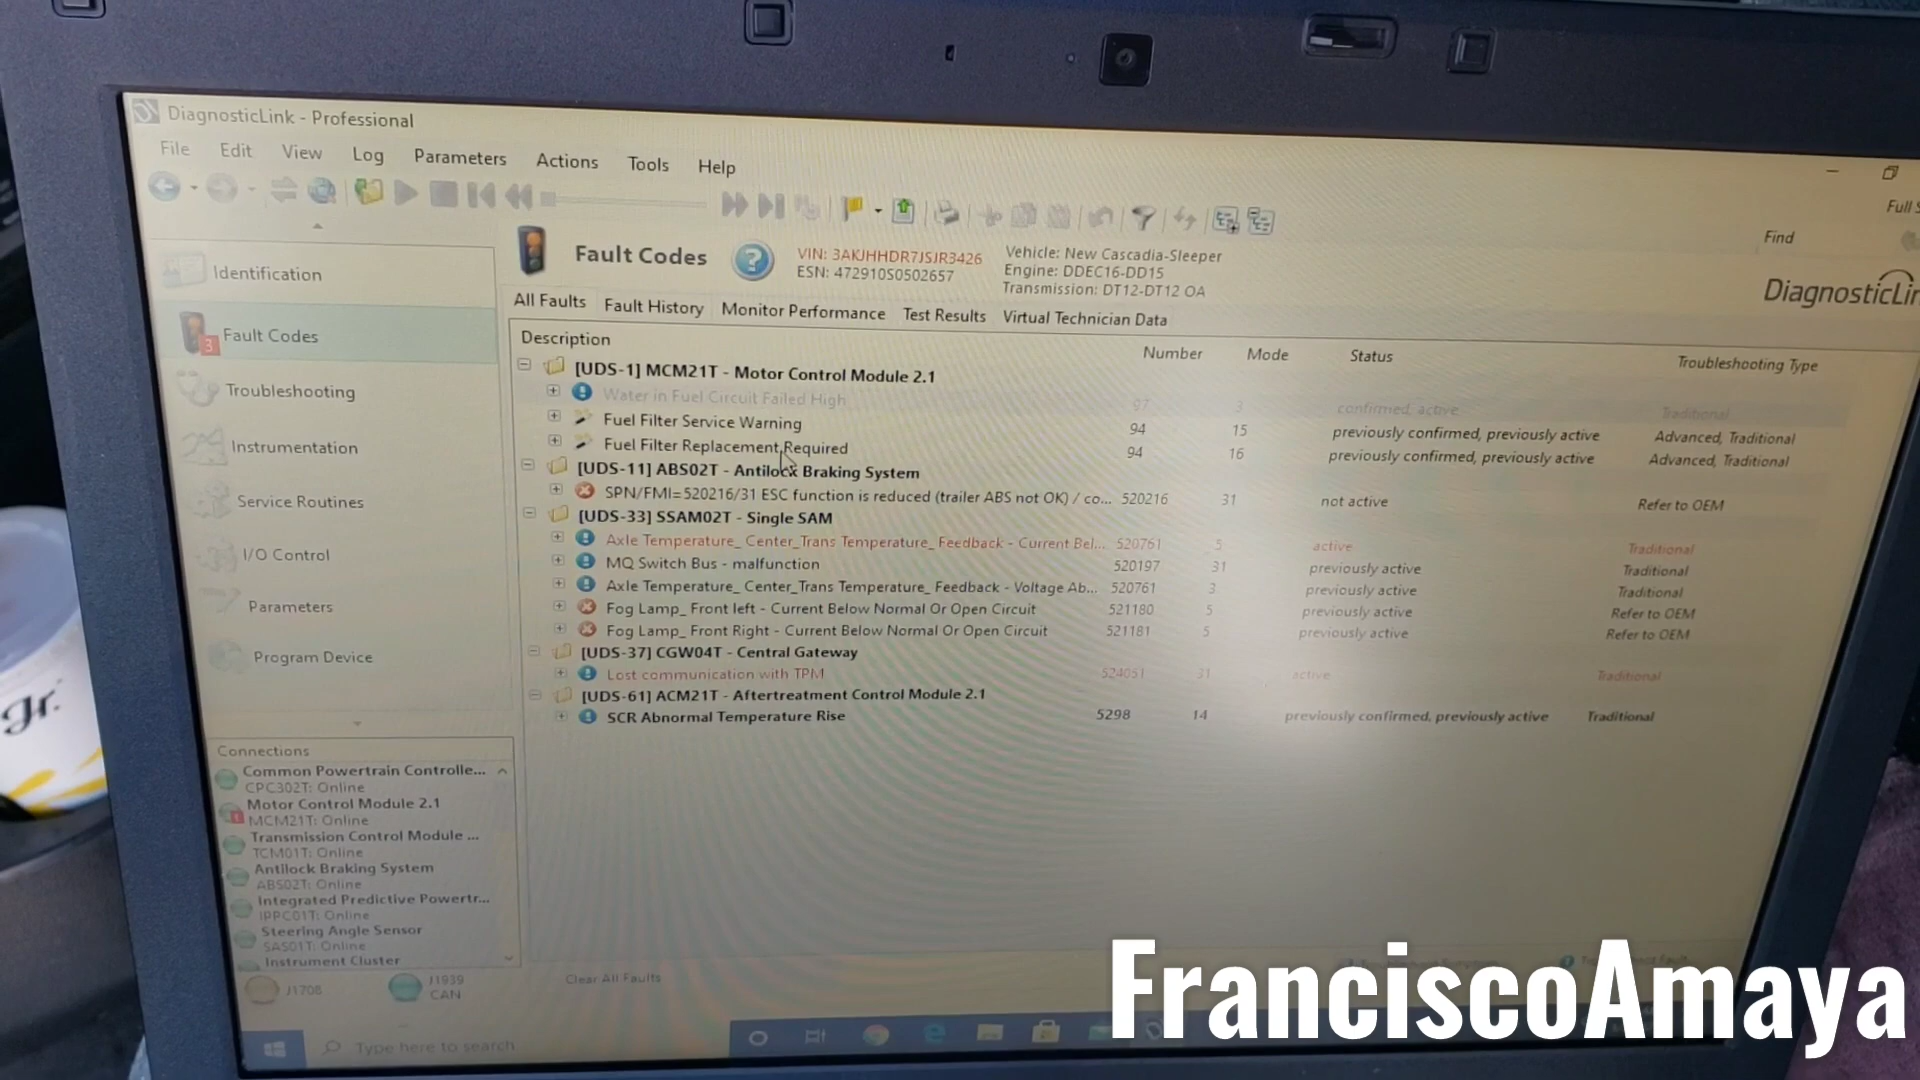 DiagnosticLink - Professional
File Edit View Log Parameters Actions Tools Help
Full S
Find
DiagnosticLin
Fault Codes
VIN: 3AKJHHDR7JSJR3426
ESN: 472910S0502657
Vehicle: New Cascadia-Sleeper
Engine: DDEC16-DD15
Transmission: DT12-DT12 OA
Identification
Fault Codes
3
Troubleshooting
Instrumentation
Service Routines
I/O Control
Parameters
Program Device
All Faults Fault History Monitor Performance Test Results Virtual Technician Data
Description Number Mode Status Troubleshooting Type
[UDS-1] MCM21T - Motor Control Module 2.1
Water in Fuel Circuit Failed High 97 3 confirmed, active Traditional
Fuel Filter Service Warning 94 15 previously confirmed, previously active Advanced, Traditional
Fuel Filter Replacement Required 94 16 previously confirmed, previously active Advanced, Traditional
[UDS-11] ABS02T - Antilock Braking System
SPN/FMI=520216/31 ESC function is reduced (trailer ABS not OK) / co... 520216 31 not active Refer to OEM
[UDS-33] SSAM02T - Single SAM
Axle Temperature_ Center_Trans Temperature_ Feedback - Current Bel... 520761 5 active Traditional
MQ Switch Bus - malfunction 520197 31 previously active Traditional
Axle Temperature_ Center_Trans Temperature_ Feedback - Voltage Ab... 520761 3 previously active Traditional
Fog Lamp_ Front left - Current Below Normal Or Open Circuit 521180 5 previously active Refer to OEM
Fog Lamp_ Front Right - Current Below Normal Or Open Circuit 521181 5 previously active Refer to OEM
[UDS-37] CGW04T - Central Gateway
Lost communication with TPM 524051 31 active Traditional
[UDS-61] ACM21T - Aftertreatment Control Module 2.1
SCR Abnormal Temperature Rise 5298 14 previously confirmed, previously active Traditional
Connections
Common Powertrain Controlle...
CPC302T: Online
Motor Control Module 2.1
MCM21T: Online
Transmission Control Module ...
TCM01T: Online
Antilock Braking System
ABS02T: Online
Integrated Predictive Powertr...
IPPC01T: Online
Steering Angle Sensor
SAS01T: Online
Instrument Cluster
J1708
J1939
CAN
Clear All Faults
Type here to search
Jr.
FranciscoAmaya